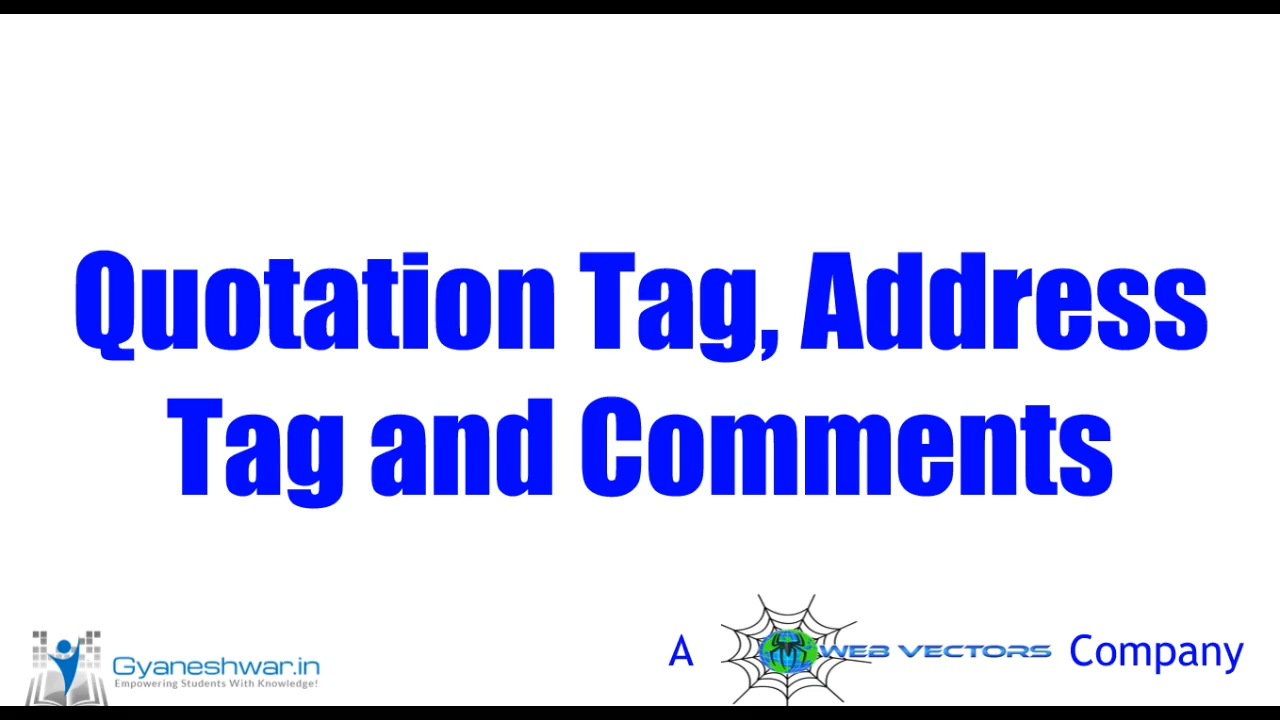 Quotation Tag, Address
Tag and Comments
Gyaneshwar.in
Empowering Students With Knowledge!
A WEB VECTORS Company